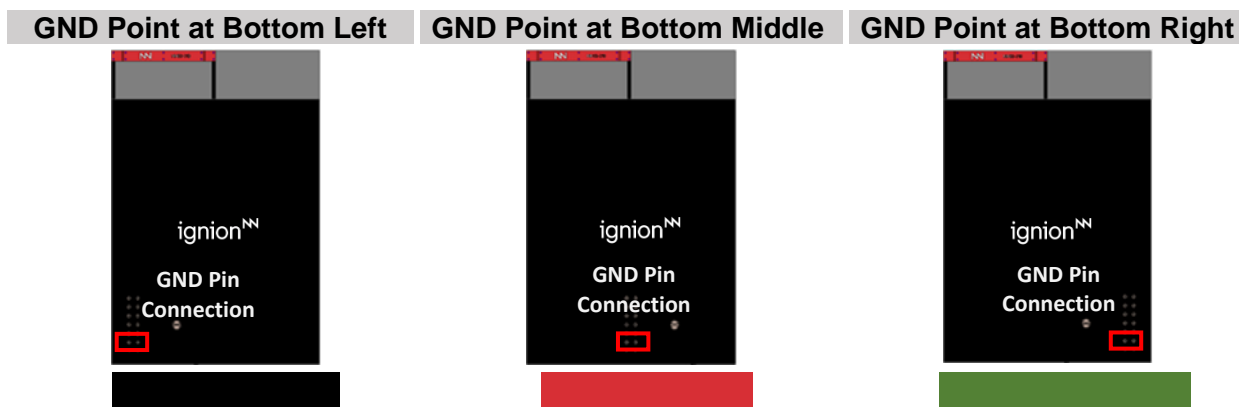 GND Point at Bottom Left
GND Point at Bottom Middle
GND Point at Bottom Right
ignion
GND Pin
Connection
ignion
GND Pin
Connection
ignion
GND Pin
Connection